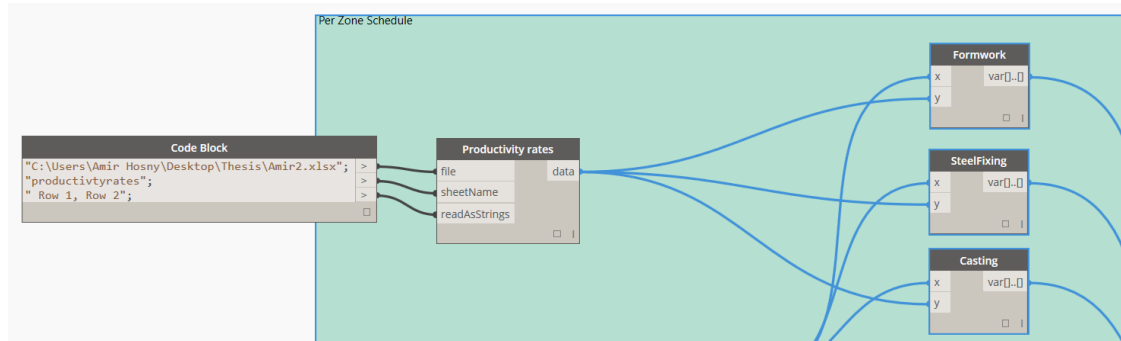 Per Zone Schedule
Code Block
"C:\Users\Amir Hosny\Desktop\Thesis\Amir2.xlsx"; >
"productivtyrates"; >
" Row 1, Row 2"; >
Productivity rates
file data
sheetName
readAsStrings
Formwork
x var[]..[]
y
SteelFixing
x var[]..[]
y
Casting
x var[]..[]
y